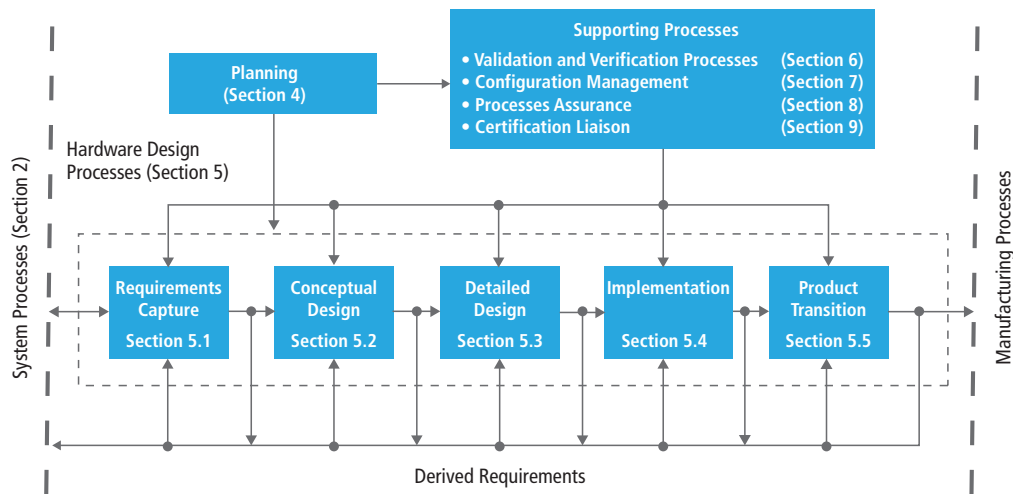 Supporting Processes
• Validation and Verification Processes (Section 6)
• Configuration Management (Section 7)
• Processes Assurance (Section 8)
• Certification Liaison (Section 9)
Planning
(Section 4)
Hardware Design
Processes (Section 5)
System Processes (Section 2)
Manufacturing Processes
Requirements
Capture
Section 5.1
Conceptual
Design
Section 5.2
Detailed
Design
Section 5.3
Implementation
Section 5.4
Product
Transition
Section 5.5
Derived Requirements